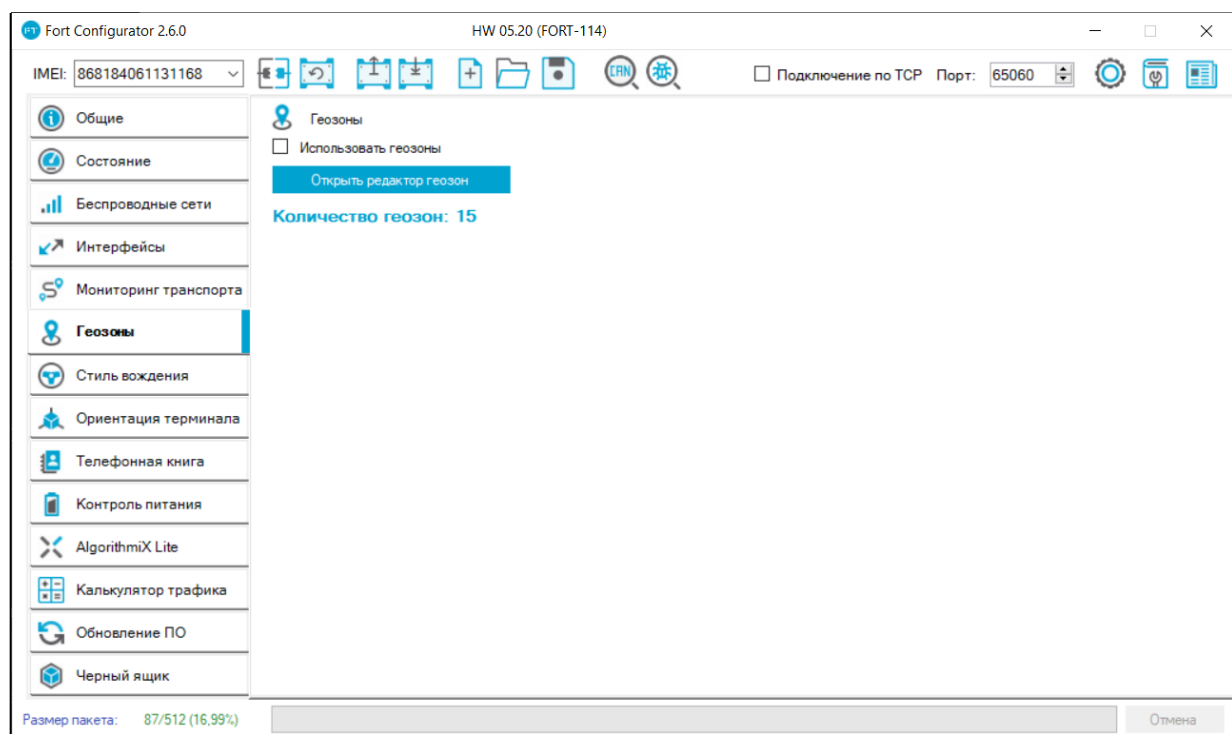 FT Fort Configurator 2.6.0 HW 05.20 (FORT-114)
IMEI: 868184061131168 CAN Подключение по TCP Порт: 65060
Общие
Состояние
Беспроводные сети
Интерфейсы
Мониторинг транспорта
Геозоны
Стиль вождения
Ориентация терминала
Телефонная книга
Контроль питания
AlgorithmiX Lite
Калькулятор трафика
Обновление ПО
Черный ящик
Геозоны
Использовать геозоны
Открыть редактор геозон
Количество геозон: 15
Размер пакета: 87/512 (16,99%) Отмена